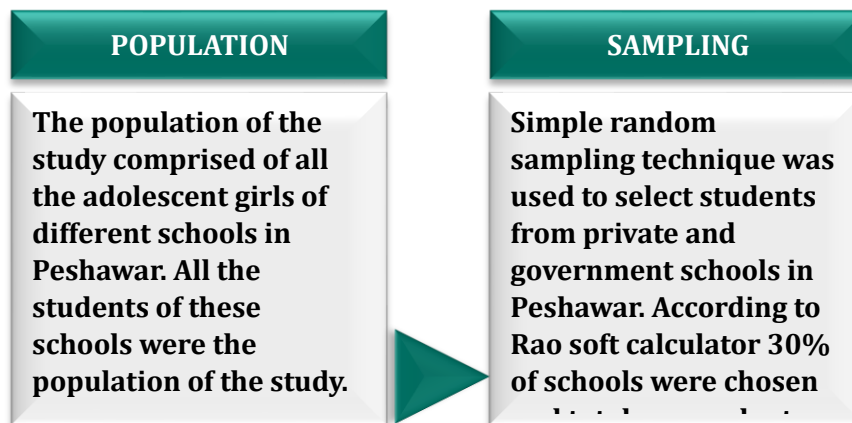 POPULATION
The population of the
study comprised of all
the adolescent girls of
different schools in
Peshawar. All the
students of these
schools were the
population of the study.
SAMPLING
Simple random
sampling technique was
used to select students
from private and
government schools in
Peshawar. According to
Rao soft calculator 30%
of schools were chosen